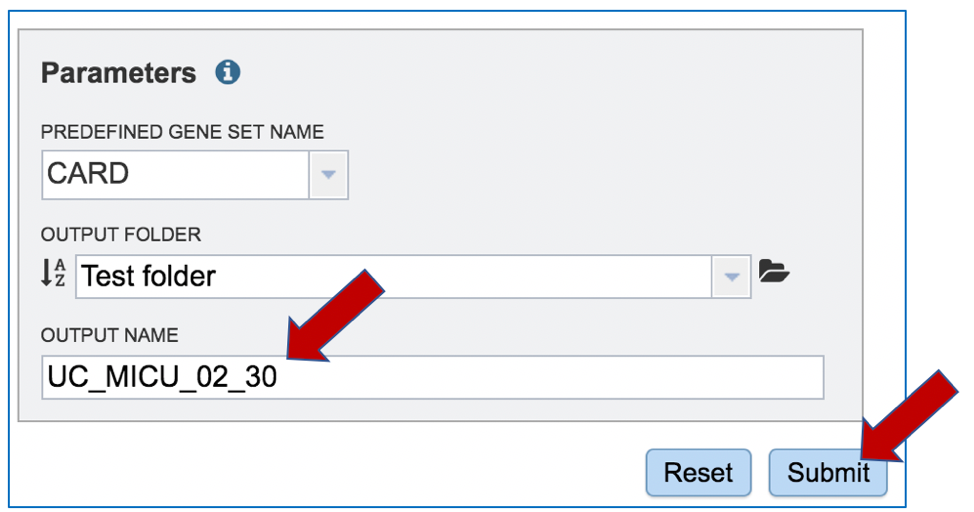 Parameters
PREDEFINED GENE SET NAME
CARD
OUTPUT FOLDER
Test folder
OUTPUT NAME
UC_MICU_02_30
Reset Submit